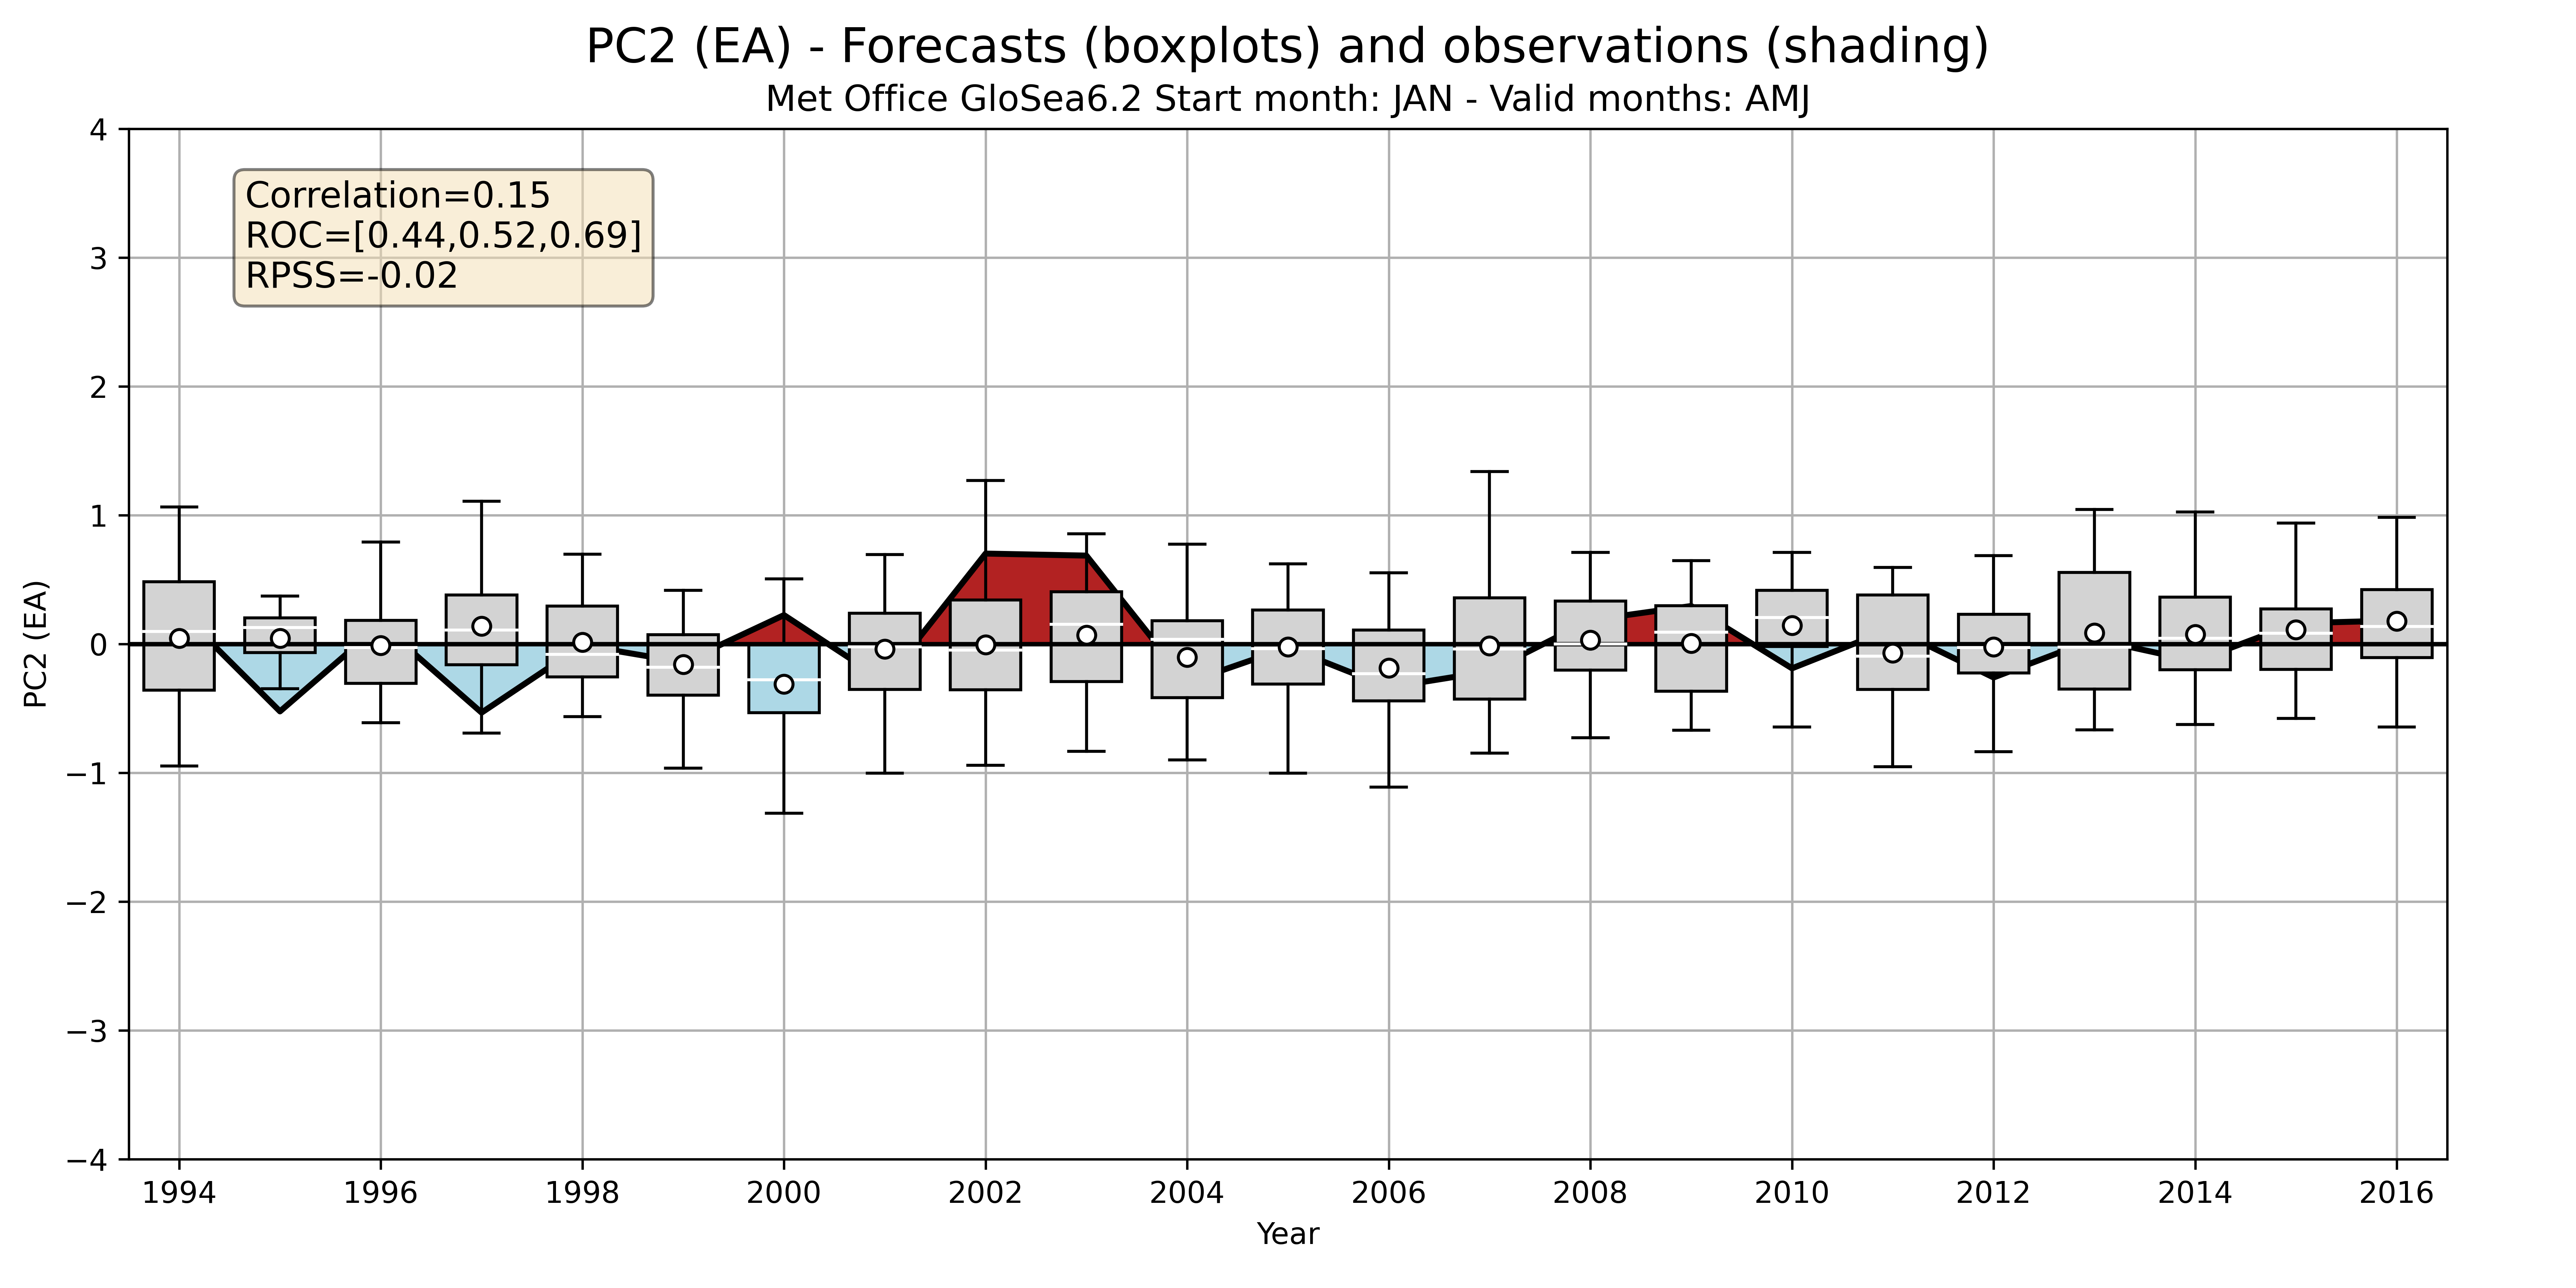 PC2 (EA) - Forecasts (boxplots) and observations (shading)
Met Office GloSea6.2 Start month: JAN - Valid months: AMJ
Correlation=0.15
ROC=[0.44,0.52,0.69]
RPSS=-0.02
PC2 (EA)
4
3
2
1
0
−1
−2
−3
−4
1994 1996 1998 2000 2002 2004 2006 2008 2010 2012 2014 2016
Year